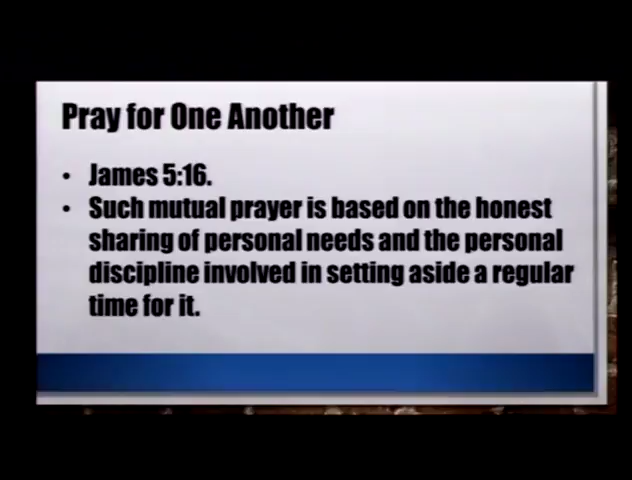 Pray for One Another
• James 5:16.
• Such mutual prayer is based on the honest
sharing of personal needs and the personal
discipline involved in setting aside a regular
time for it.